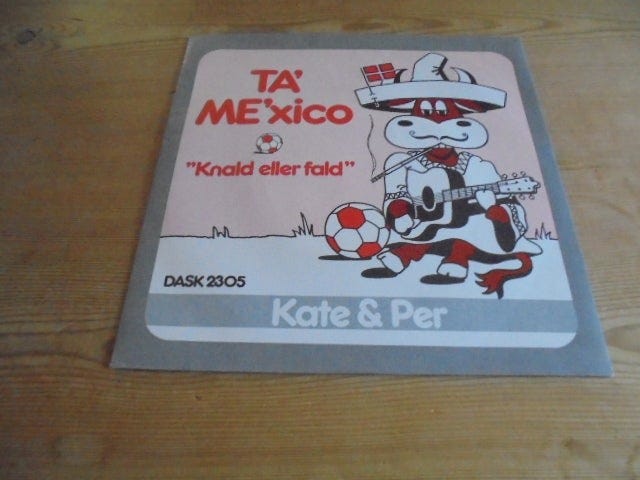 TA'
ME'xico
"Knald eller fald"
DASK 2305
Kate & Per